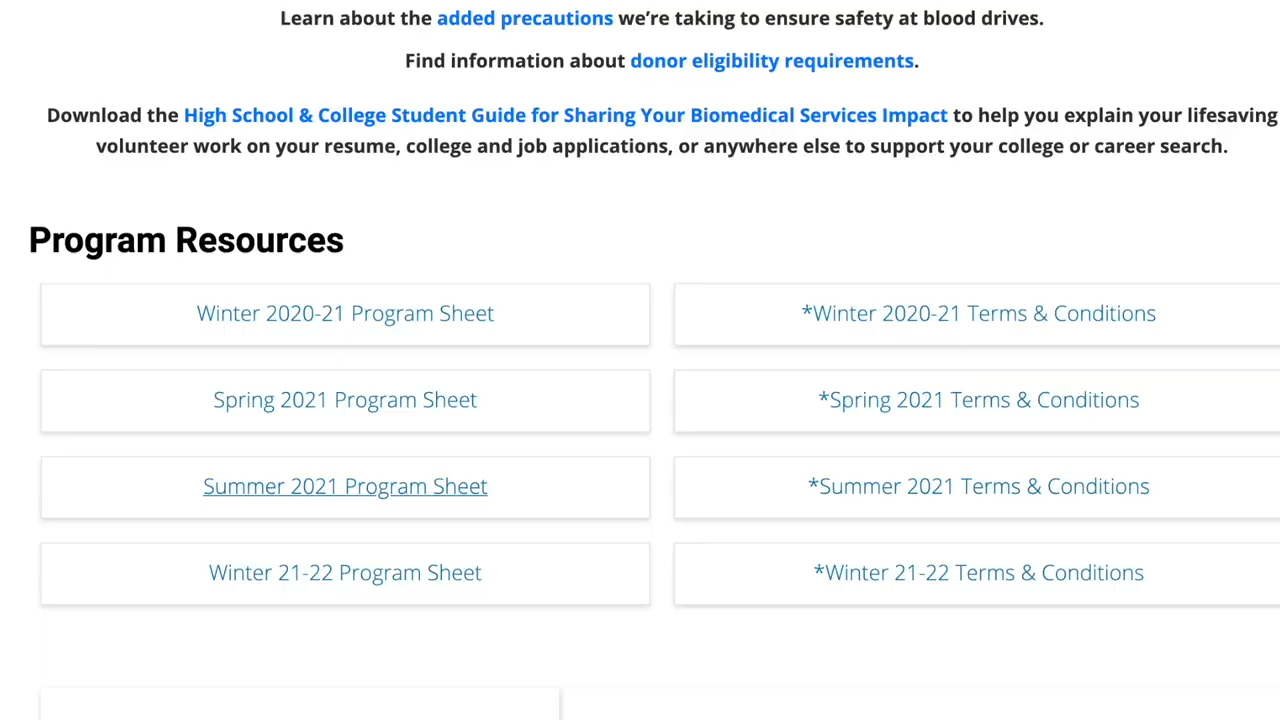 Learn about the added precautions we’re taking to ensure safety at blood drives.
Find information about donor eligibility requirements.
Download the High School & College Student Guide for Sharing Your Biomedical Services Impact to help you explain your lifesaving
volunteer work on your resume, college and job applications, or anywhere else to support your college or career search.
Program Resources
Winter 2020-21 Program Sheet
*Winter 2020-21 Terms & Conditions
Spring 2021 Program Sheet
*Spring 2021 Terms & Conditions
Summer 2021 Program Sheet
*Summer 2021 Terms & Conditions
Winter 21-22 Program Sheet
*Winter 21-22 Terms & Conditions